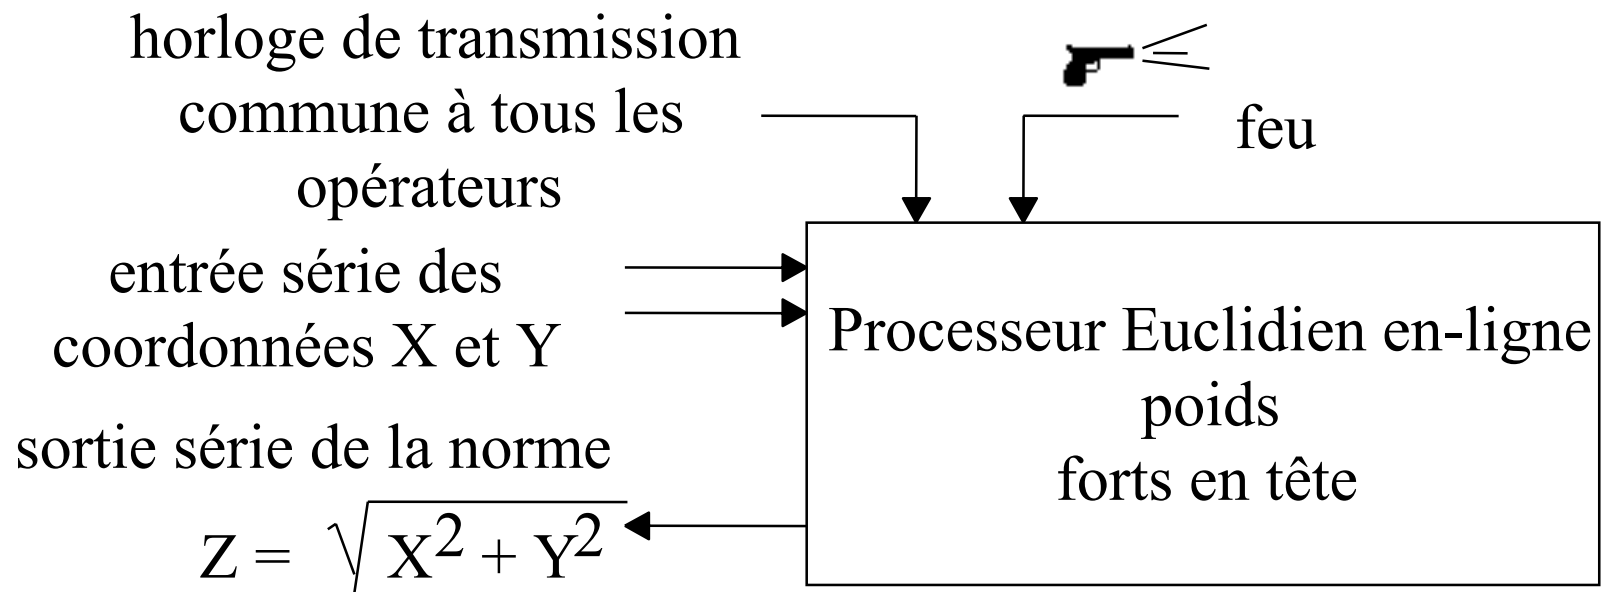 horloge de transmission
commune à tous les
opérateurs
feu
entrée série des
coordonnées X et Y
Processeur Euclidien en-ligne
poids
forts en tête
sortie série de la norme
Z = √X² + Y²